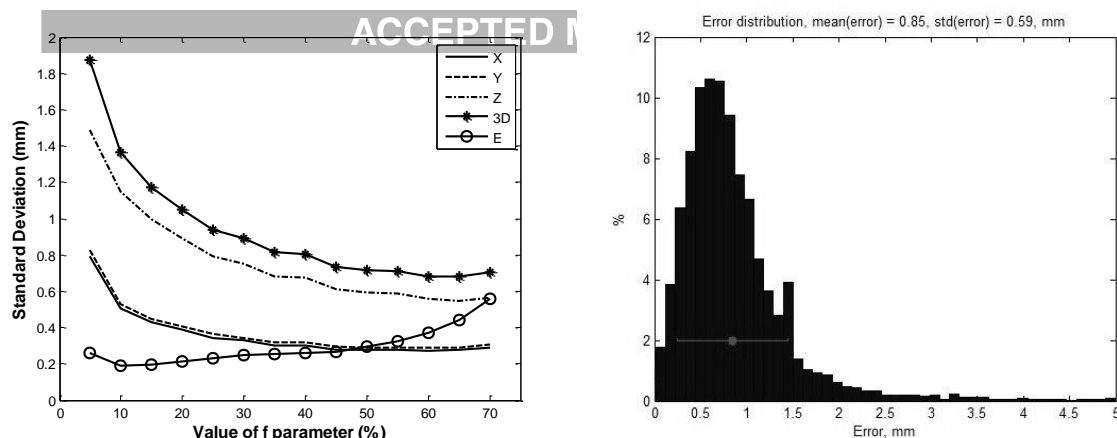 ACCEPTED M
2
1.8
1.6
1.4
1.2
1
0.8
0.6
0.4
0.2
0
0 10 20 30 40 50 60 70
Standard Deviation (mm)
Value of f parameter (%)
X
Y
Z
3D
E
Error distribution, mean(error) = 0.85, std(error) = 0.59, mm
12
10
8
6
4
2
0
%
0 0.5 1 1.5 2 2.5 3 3.5 4 4.5 5
Error, mm